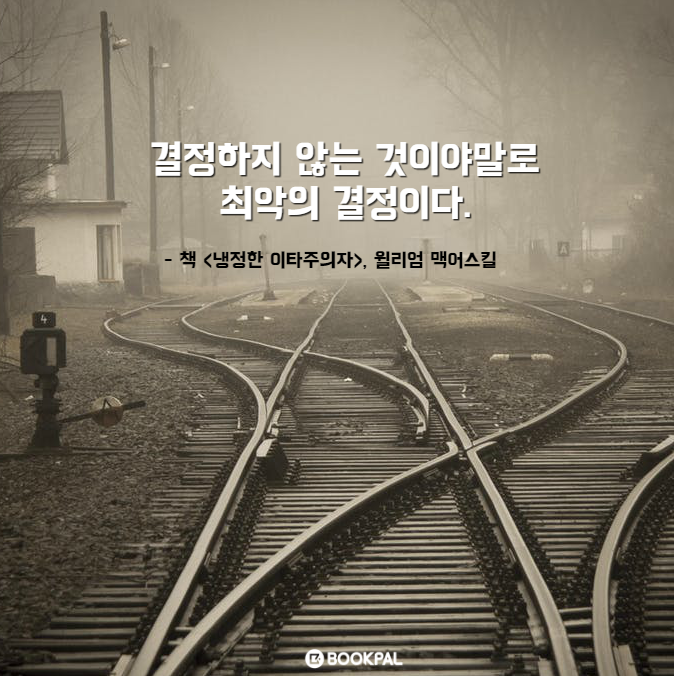 결정하지 않는 것이야말로
최악의 결정이다.
- 책 <냉정한 이타주의자>, 윌리엄 맥어스킬
4
BOOKPAL